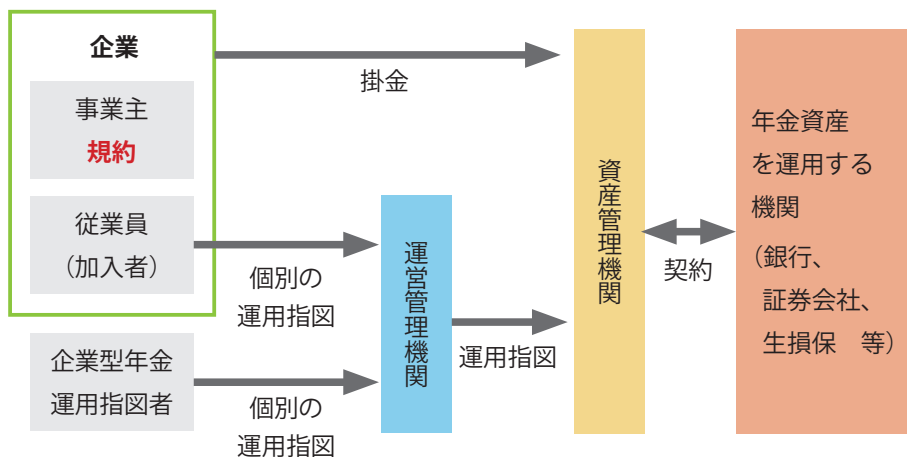 企業
事業主
規約
従業員
（加入者）
企業型年金
運用指図者
掛金
個別の
運用指図
個別の
運用指図
運営管理機関
運用指図
資産管理機関
契約
年金資産
を運用する
機関
（銀行、
証券会社、
生損保　等）